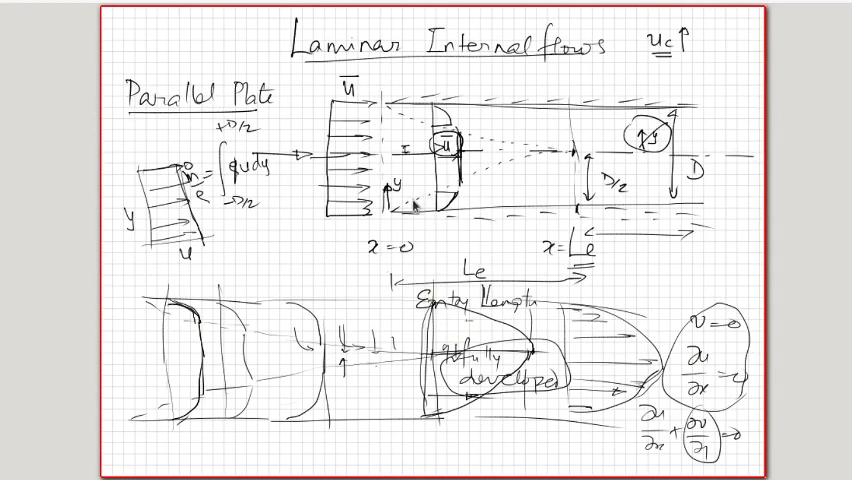 Laminar Internal flows
u_c ↑
Parallel Plate
ū
+D/2
ṁ/ρ = ∫ u dy
-D/2
y
u
ū
y
↑ y
D
D/2
x = 0
x = Le
Le
Entry Length
fully
developed
v = 0
∂u/∂x = 0
∂u/∂x + ∂v/∂y = 0